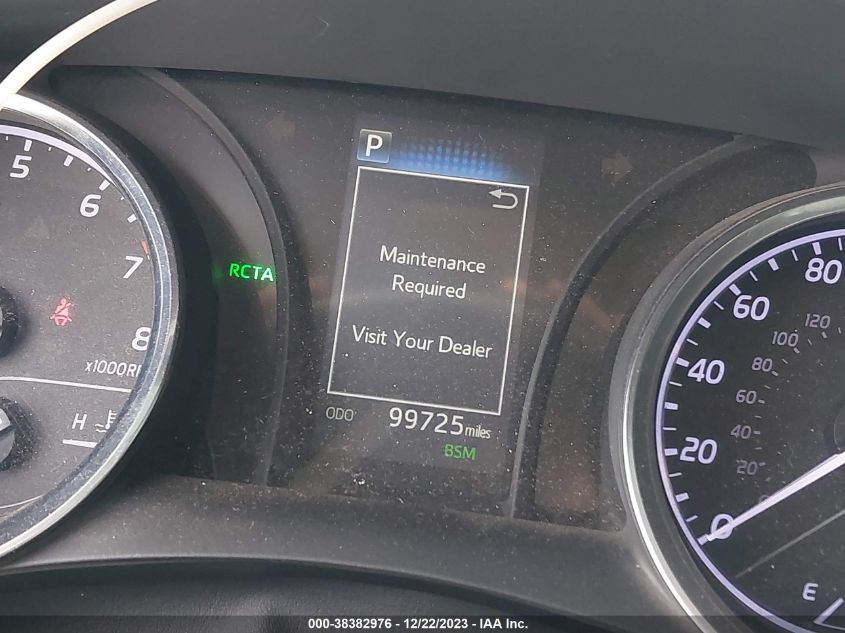 5
6
7
8
x1000R
H
RCTA
P
Maintenance
Required
Visit Your Dealer
ODO 99725 miles
BSM
80
60
40
20
0
120
100
80
60
40
20
E
000-38382976 - 12/22/2023 - IAA Inc.